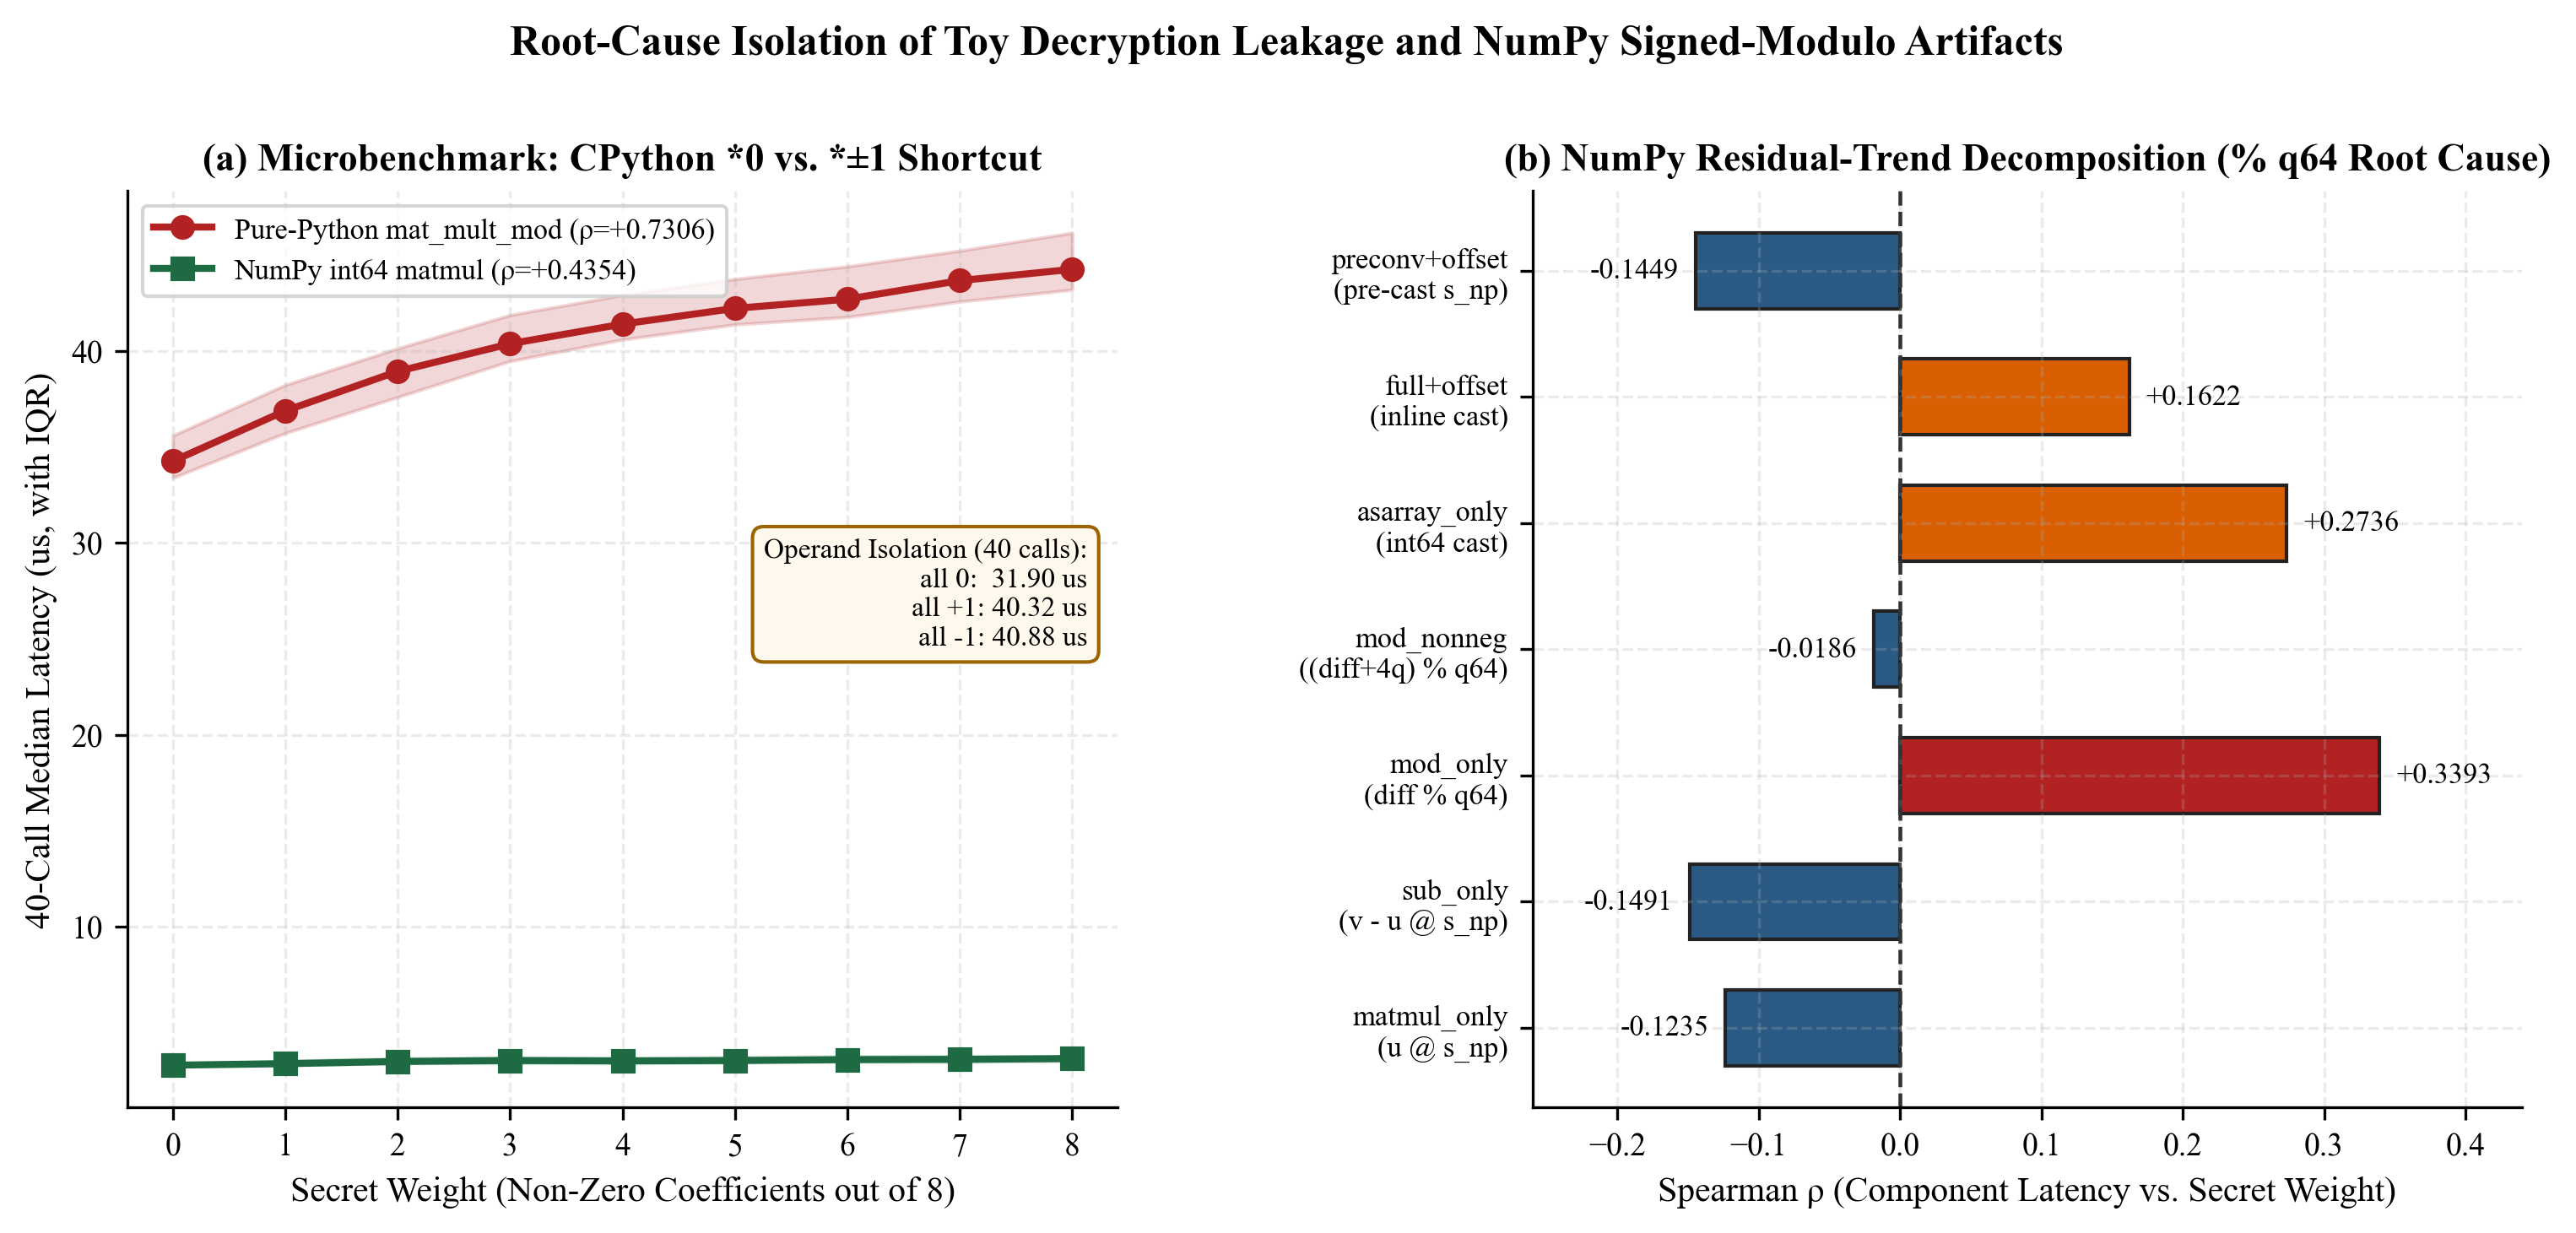 Root-Cause Isolation of Toy Decryption Leakage and NumPy Signed-Modulo Artifacts
(a) Microbenchmark: CPython *0 vs. *±1 Shortcut
Pure-Python mat_mult_mod (ρ=+0.7306)
NumPy int64 matmul (ρ=+0.4354)
40-Call Median Latency (us, with IQR)
40
30
20
10
Operand Isolation (40 calls):
all 0:  31.90 us
all +1: 40.32 us
all -1: 40.88 us
0 1 2 3 4 5 6 7 8
Secret Weight (Non-Zero Coefficients out of 8)
(b) NumPy Residual-Trend Decomposition (% q64 Root Cause)
preconv+offset
(pre-cast s_np)
-0.1449
full+offset
(inline cast)
+0.1622
asarray_only
(int64 cast)
+0.2736
mod_nonneg
((diff+4q) % q64)
-0.0186
mod_only
(diff % q64)
+0.3393
sub_only
(v - u @ s_np)
-0.1491
matmul_only
(u @ s_np)
-0.1235
−0.2 −0.1 0.0 0.1 0.2 0.3 0.4
Spearman ρ (Component Latency vs. Secret Weight)